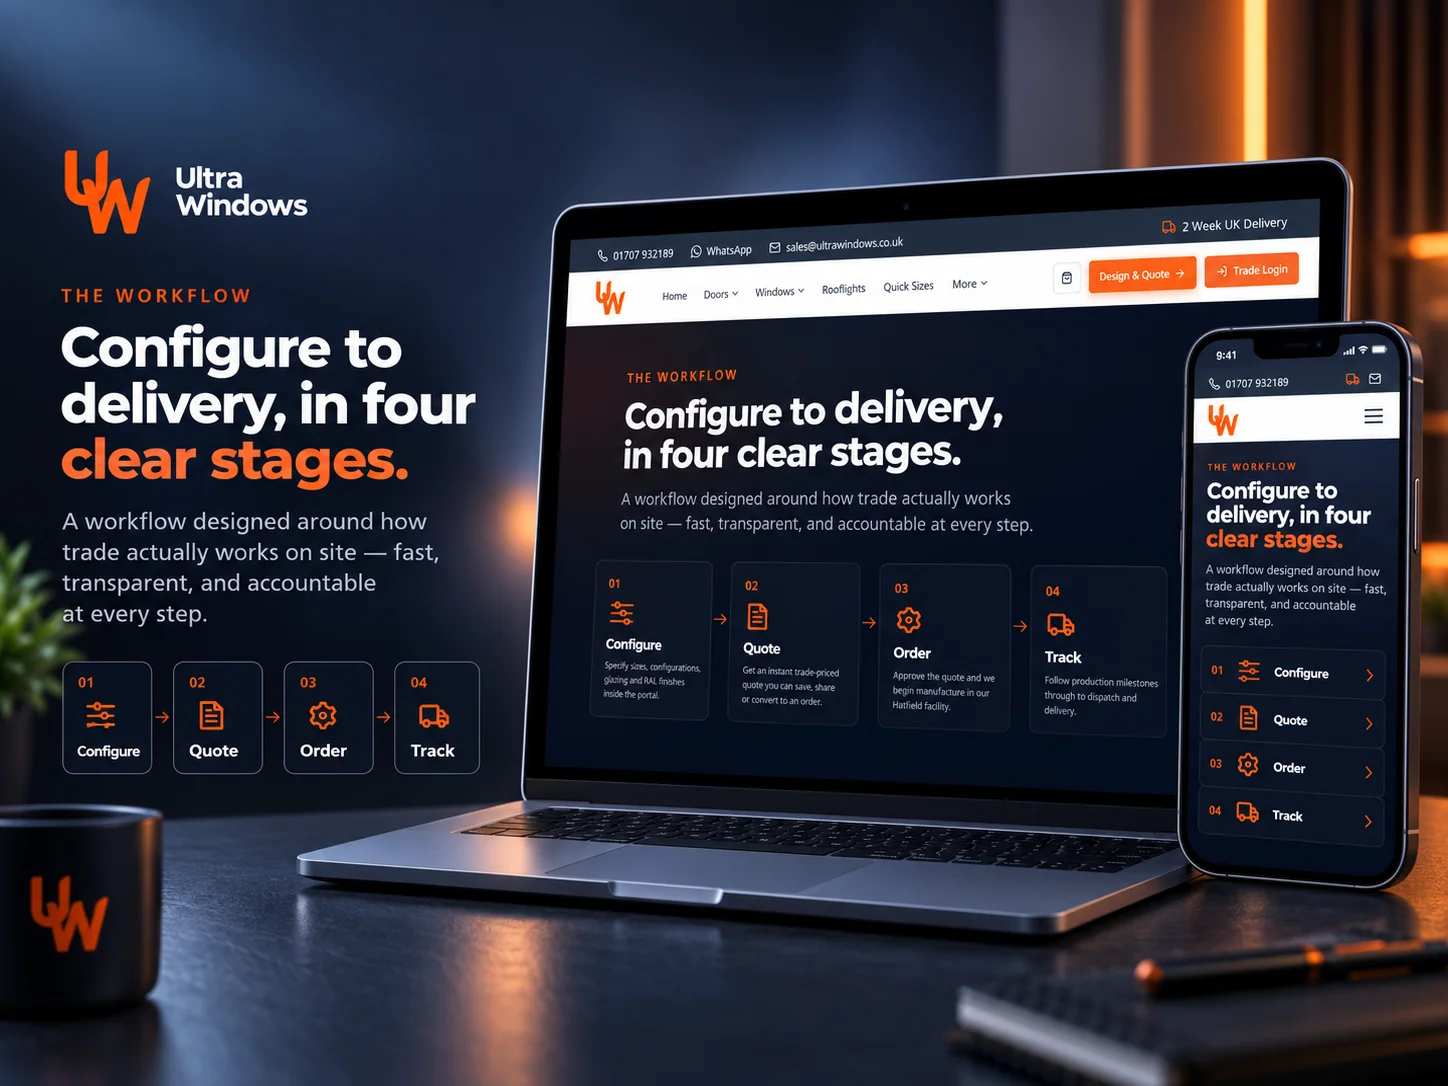 UW
Ultra
Windows
THE WORKFLOW
Configure to
delivery, in four
clear stages.
A workflow designed around how
trade actually works on site — fast,
transparent, and accountable
at every step.
01
Configure
02
Quote
03
Order
04
Track
UW
01707 932189
WhatsApp
sales@ultrawindows.co.uk
2 Week UK Delivery
UW
Home
Doors
Windows
Rooflights
Quick Sizes
More
Design & Quote →
Trade Login
THE WORKFLOW
Configure to delivery,
in four clear stages.
A workflow designed around how trade actually works
on site — fast, transparent, and accountable at every step.
01
Configure
Specify sizes, configurations,
glazing and RAL finishes
inside the portal.
02
Quote
Get an instant trade-priced
quote you can save, share
or convert to an order.
03
Order
Approve the quote and we
begin manufacture in our
Hatfield facility.
04
Track
Follow production milestones
through to dispatch and
delivery.
9:41
01707 932189
UW
THE WORKFLOW
Configure to
delivery, in four
clear stages.
A workflow designed around how
trade actually works on site — fast,
transparent, and accountable
at every step.
01 Configure
02 Quote
03 Order
04 Track